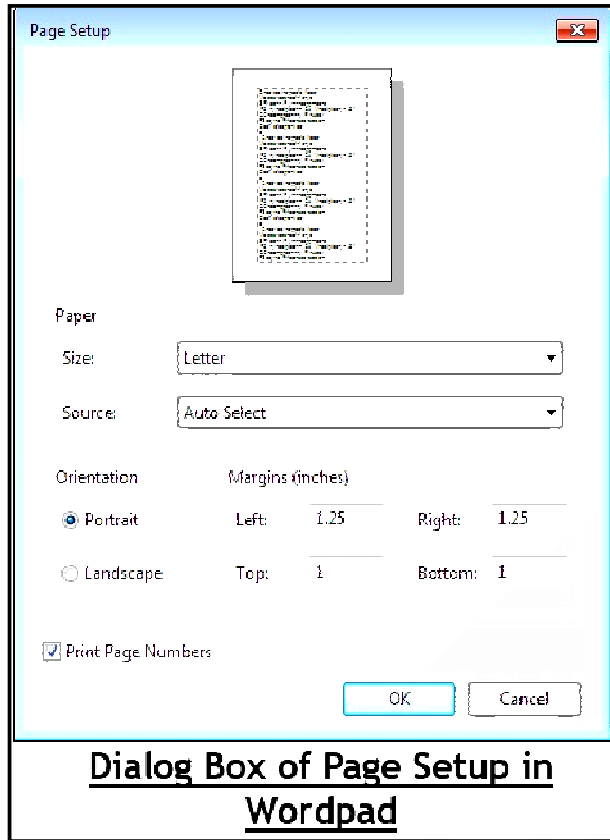 Page Setup
Paper
Size: Letter
Source: Auto Select
Orientation Margins (inches)
Portrait Left: 1.25 Right: 1.25
Landscape Top: 1 Bottom: 1
Print Page Numbers
OK Cancel
Dialog Box of Page Setup in
Wordpad